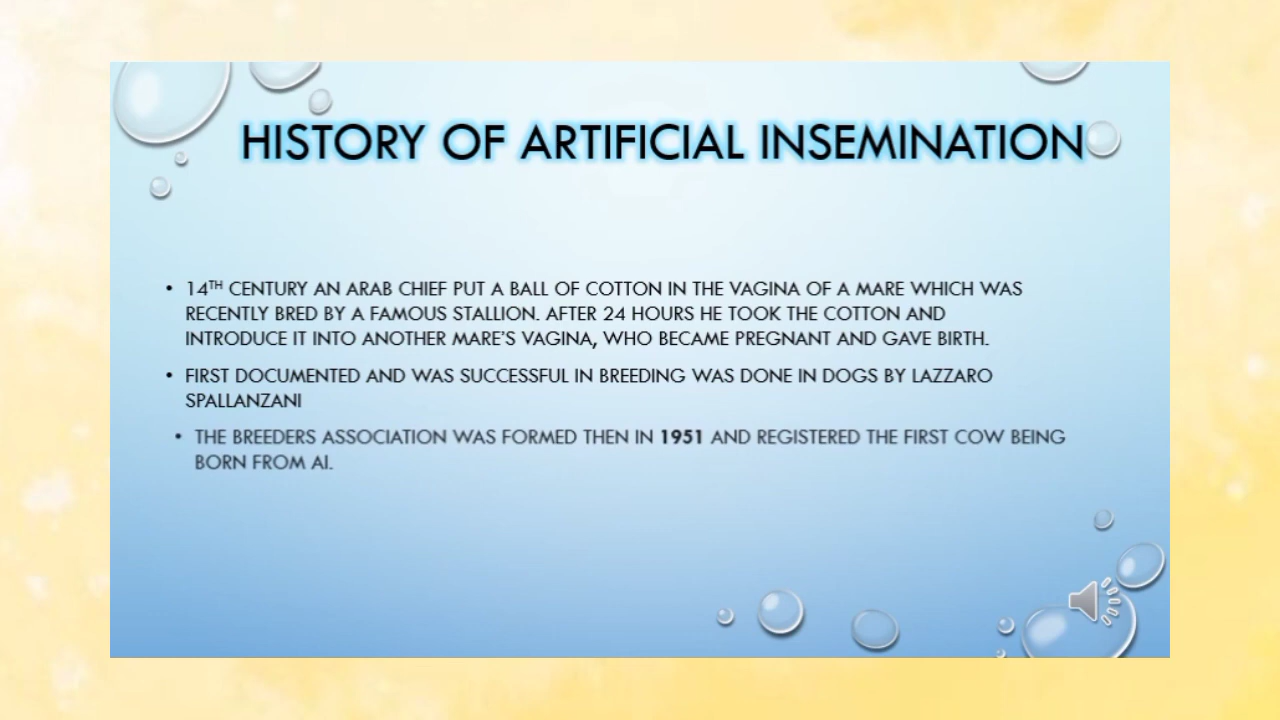 HISTORY OF ARTIFICIAL INSEMINATION
• 14TH CENTURY AN ARAB CHIEF PUT A BALL OF COTTON IN THE VAGINA OF A MARE WHICH WAS
RECENTLY BRED BY A FAMOUS STALLION. AFTER 24 HOURS HE TOOK THE COTTON AND
INTRODUCE IT INTO ANOTHER MARE'S VAGINA, WHO BECAME PREGNANT AND GAVE BIRTH.
• FIRST DOCUMENTED AND WAS SUCCESSFUL IN BREEDING WAS DONE IN DOGS BY LAZZARO
SPALLANZANI
• THE BREEDERS ASSOCIATION WAS FORMED THEN IN 1951 AND REGISTERED THE FIRST COW BEING
BORN FROM AI.